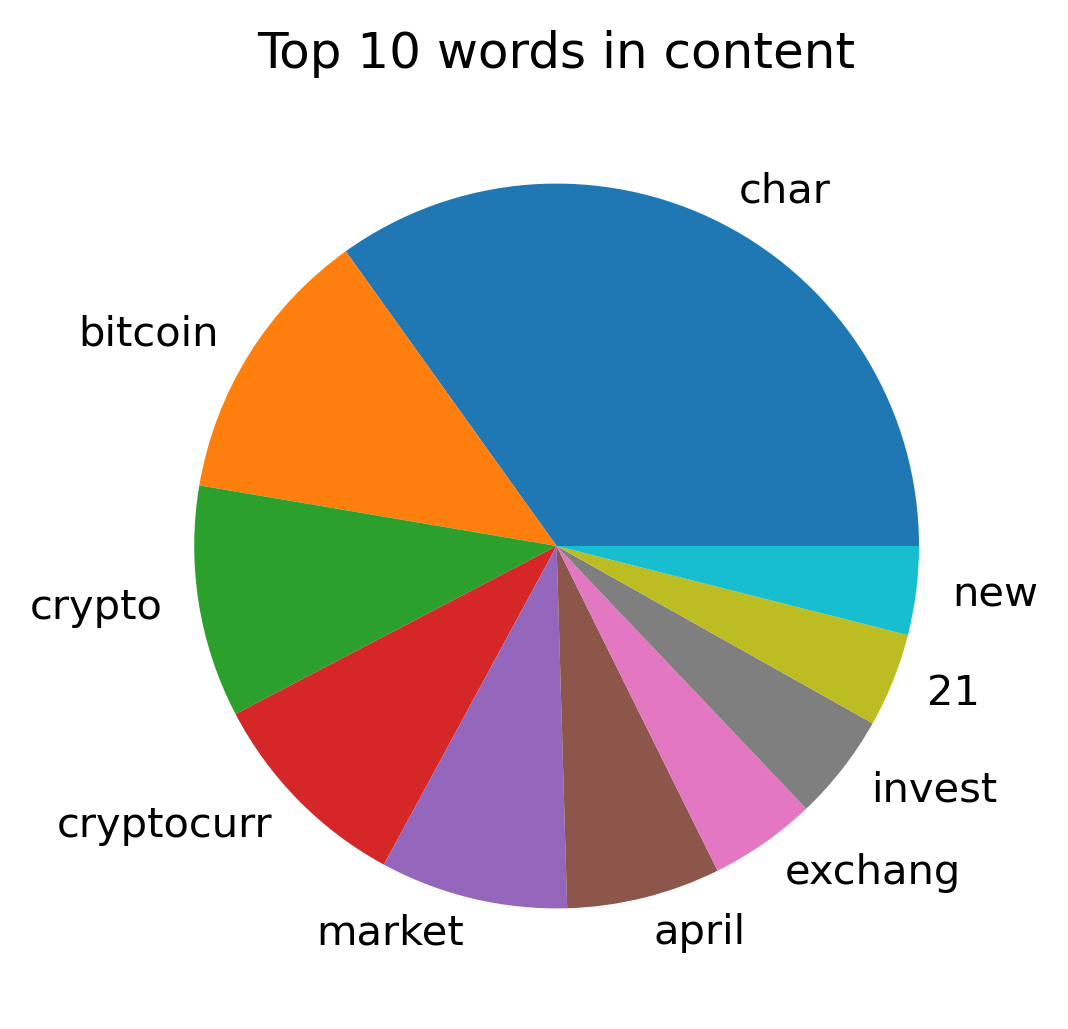 Top 10 words in content
char
bitcoin
crypto
cryptocurr
market
april
exchang
invest
21
new